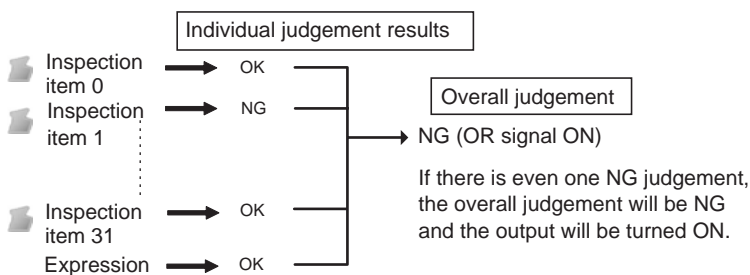 Individual judgement results
Inspection
item 0
OK
Inspection
item 1
NG
Overall judgement
NG (OR signal ON)
If there is even one NG judgement,
the overall judgement will be NG
and the output will be turned ON.
Inspection
item 31
OK
Expression
OK